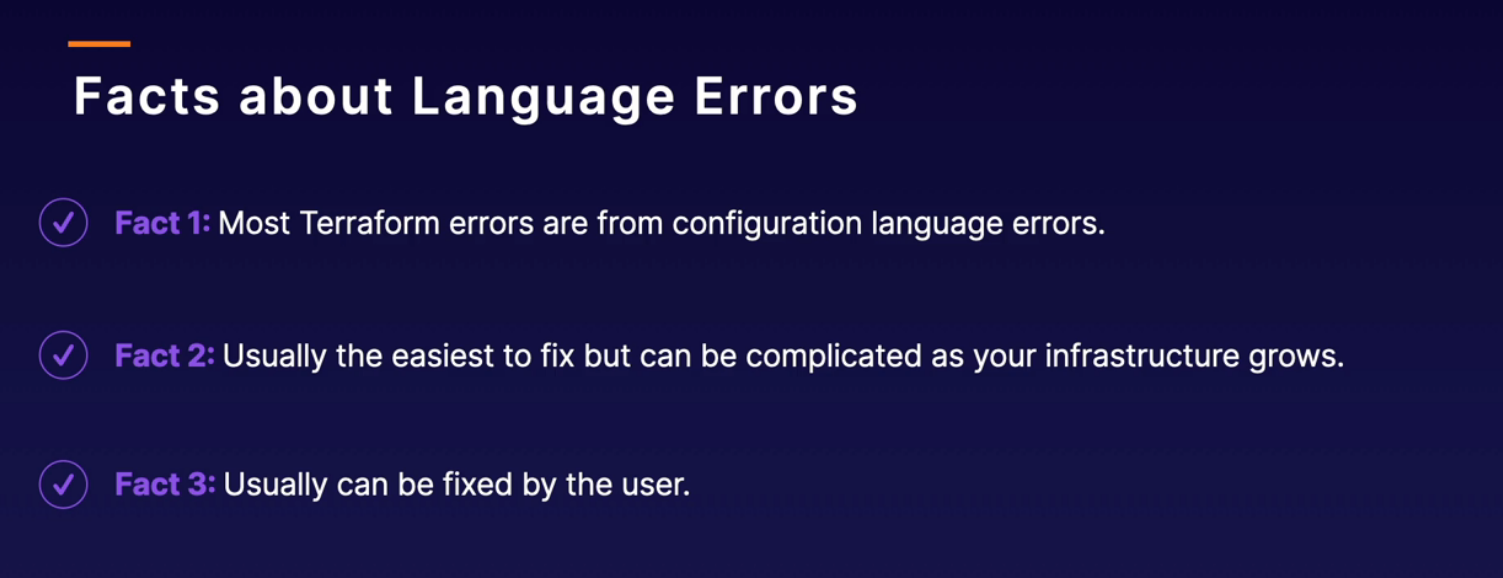 Facts about Language Errors
Fact 1: Most Terraform errors are from configuration language errors.
Fact 2: Usually the easiest to fix but can be complicated as your infrastructure grows.
Fact 3: Usually can be fixed by the user.